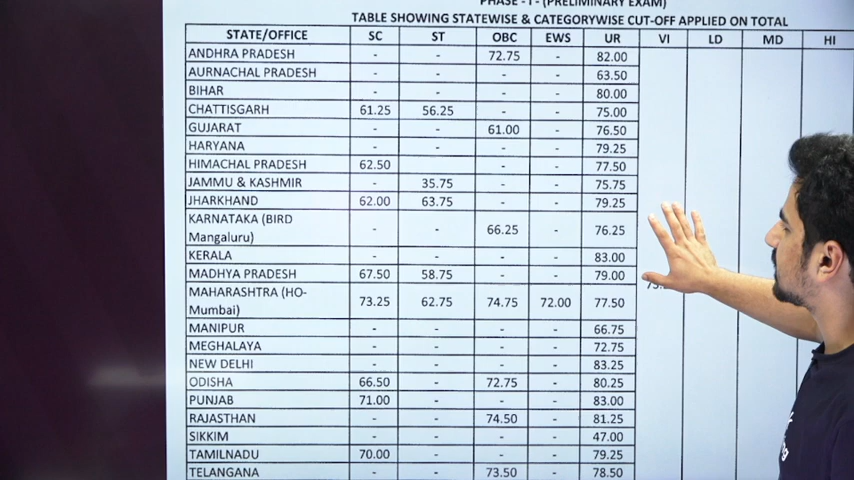 PHASE - I - (PRELIMINARY EXAM)
TABLE SHOWING STATEWISE & CATEGORYWISE CUT-OFF APPLIED ON TOTAL
STATE/OFFICE SC ST OBC EWS UR VI LD MD HI
ANDHRA PRADESH - - 72.75 - 82.00
AURNACHAL PRADESH - - - - 63.50
BIHAR - - - - 80.00
CHATTISGARH 61.25 56.25 - - 75.00
GUJARAT - - 61.00 - 76.50
HARYANA - - - - 79.25
HIMACHAL PRADESH 62.50 - - - 77.50
JAMMU & KASHMIR - 35.75 - - 75.75
JHARKHAND 62.00 63.75 - - 79.25
KARNATAKA (BIRD
Mangaluru) - - 66.25 - 76.25
KERALA - - - - 83.00
MADHYA PRADESH 67.50 58.75 - - 79.00
MAHARASHTRA (HO-
Mumbai) 73.25 62.75 74.75 72.00 77.50
MANIPUR - - - - 66.75
MEGHALAYA - - - - 72.75
NEW DELHI - - - - 83.25
ODISHA 66.50 - 72.75 - 80.25
PUNJAB 71.00 - - - 83.00
RAJASTHAN - - 74.50 - 81.25
SIKKIM - - - - 47.00
TAMILNADU 70.00 - - - 79.25
TELANGANA - - 73.50 - 78.50